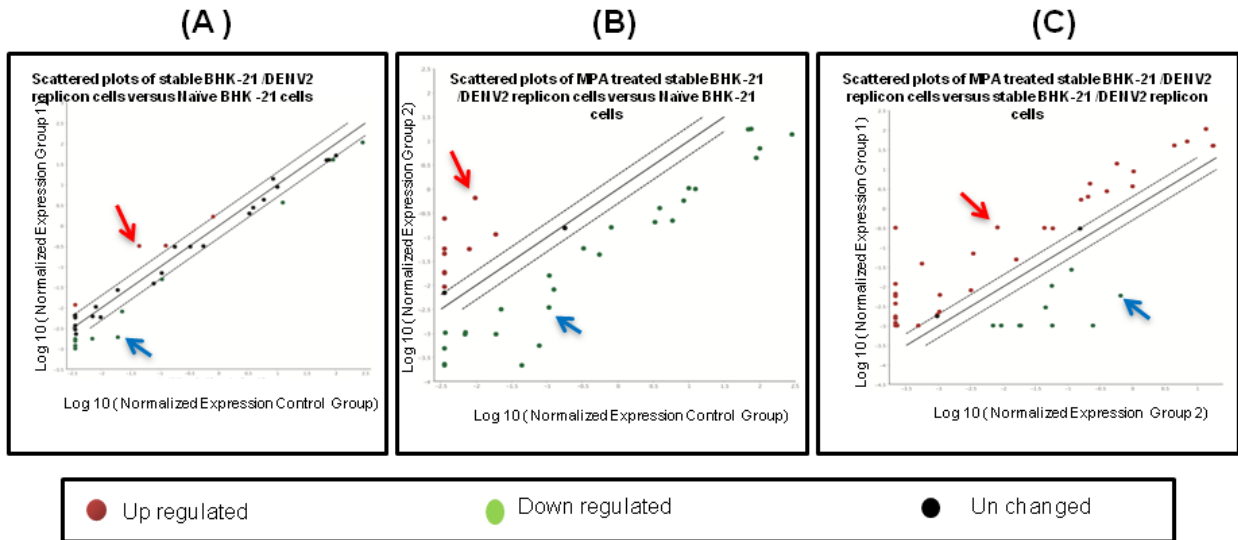 (A)
(B)
(C)
Scattered plots of stable BHK-21 /DENV2
replicon cells versus Naïve BHK -21 cells
Log 10 ( Normalized Expression Group 1)
Log 10 ( Normalized Expression Control Group)
Scattered plots of MPA treated stable BHK-21
/DENV2 replicon cells versus Naïve BHK-21
cells
Log 10 (Normalized Expression Group 2)
Log 10 (Normalized Expression Control Group)
Scattered plots of MPA treated stable BHK-21 /DENV2
replicon cells versus stable BHK-21 /DENV2 replicon
cells
Log 10 (Normalized Expression Group 1)
Log 10 (Normalized Expression Group 2)
Up regulated
Down regulated
Un changed